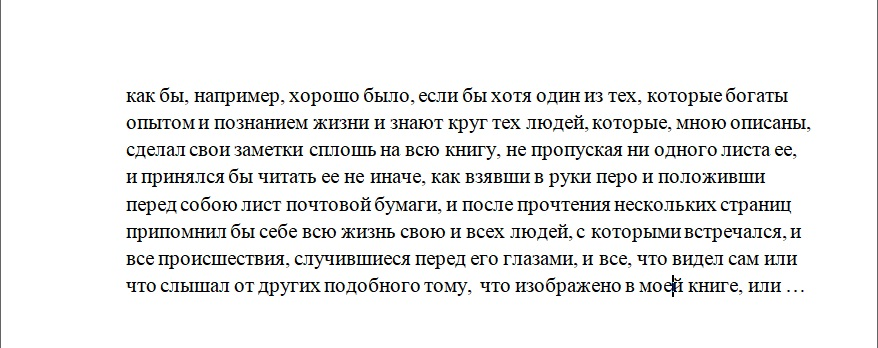 как бы, например, хорошо было, если бы хотя один из тех, которые богаты
опытом и познанием жизни и знают круг тех людей, которые, мною описаны,
сделал свои заметки сплошь на всю книгу, не пропуская ни одного листа ее,
и принялся бы читать ее не иначе, как взявши в руки перо и положивши
перед собою лист почтовой бумаги, и после прочтения нескольких страниц
припомнил бы себе всю жизнь свою и всех людей, с которыми встречался, и
все происшествия, случившиеся перед его глазами, и все, что видел сам или
что слышал от других подобного тому, что изображено в моей книге, или …